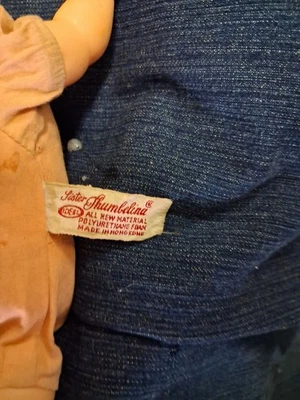 Sister Thumbelina ®
IDEAL ALL NEW MATERIAL
POLYURETHANE FOAM
MADE IN HONG KONG